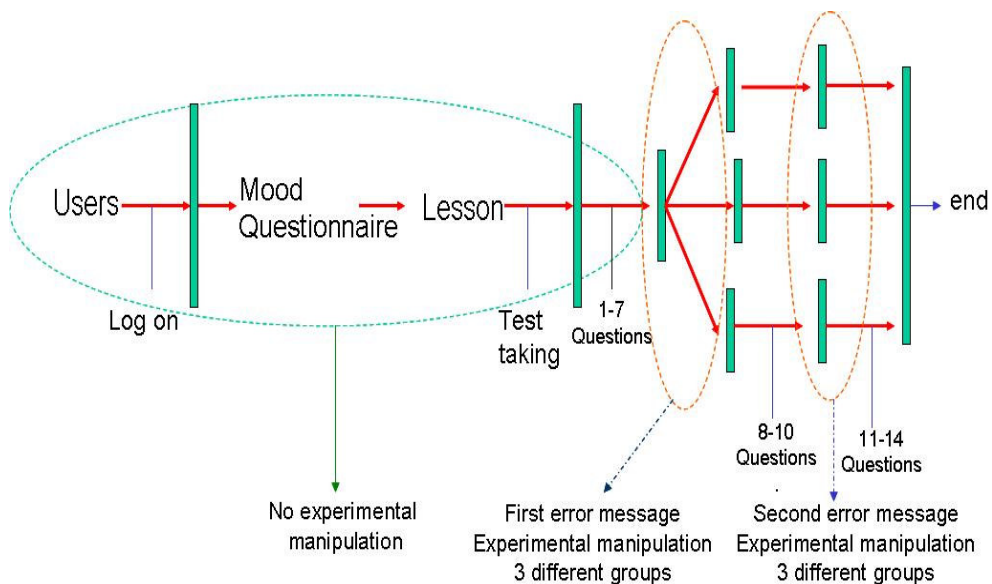 Users
Mood
Questionnaire
Lesson
end
Log on
Test
taking
1-7
Questions
8-10
Questions
11-14
Questions
No experimental
manipulation
First error message
Experimental manipulation
3 different groups
Second error message
Experimental manipulation
3 different groups